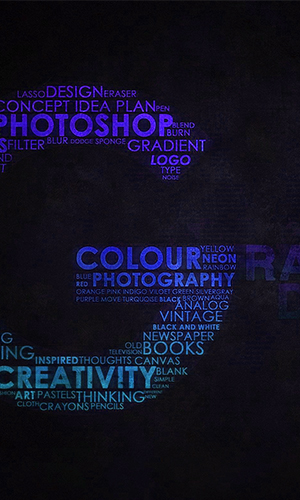 LASSO DESIGN ERASER
CONCEPT IDEA PLAN PEN
PHOTOSHOP BLEND
BURN
S FILTER BLUR DODGE SPONGE GRADIENT
ND LOGO
T TYPE
NOISE
COLOUR YELLOW
NEON
RAINBOW
BLUE
RED PHOTOGRAPHY
ORANGE PINK INDIGO VILOET GREEN SILVERGRAY
PURPLE MOVE TURQUOISE BLACK BROWN AQUA
RA
ANALOG
VINTAGE
BLACK AND WHITE
NG OLD NEWSPAPER
ING TELEVISION BOOKS
INSPIRED THOUGHTS CANVAS
CREATIVITY BLANK
SIMPLE
CLEAN
ART PASTELS THINKING
CLOTH CRAYONS PENCILS